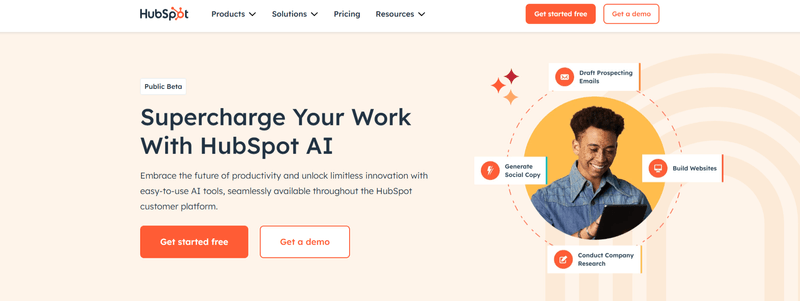 HubSpot
Products
Solutions
Pricing
Resources
Get started free
Get a demo
Public Beta
Supercharge Your Work
With HubSpot AI
Embrace the future of productivity and unlock limitless innovation with
easy-to-use AI tools, seamlessly available throughout the HubSpot
customer platform.
Get started free
Get a demo
Draft Prospecting
Emails
Generate
Social Copy
Build Websites
Conduct Company
Research